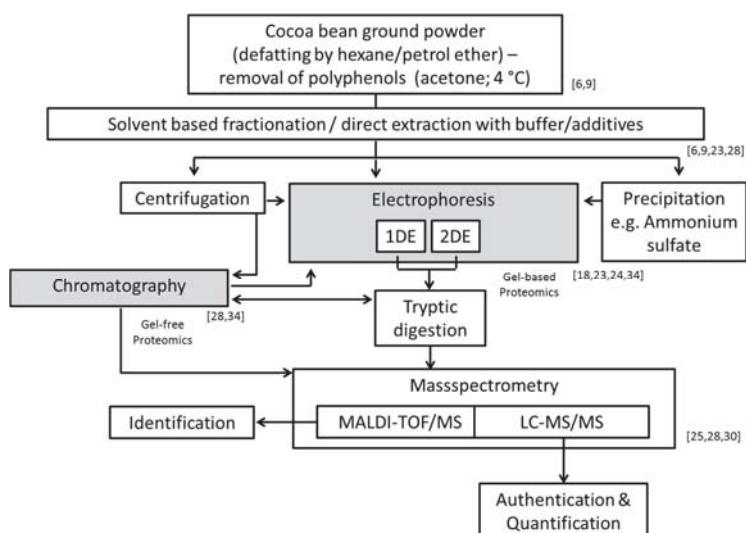 Cocoa bean ground powder
(defatting by hexane/petrol ether) –
removal of polyphenols (acetone; 4 °C)
[6,9]
Solvent based fractionation / direct extraction with buffer/additives
[6,9,23,28]
Centrifugation
Electrophoresis
1DE
2DE
Precipitation
e.g. Ammonium
sulfate
Gel-based
Proteomics
[18,23,24,34]
Chromatography
[28,34]
Gel-free
Proteomics
Tryptic
digestion
Massspectrometry
MALDI-TOF/MS
LC-MS/MS
[25,28,30]
Identification
Authentication &
Quantification